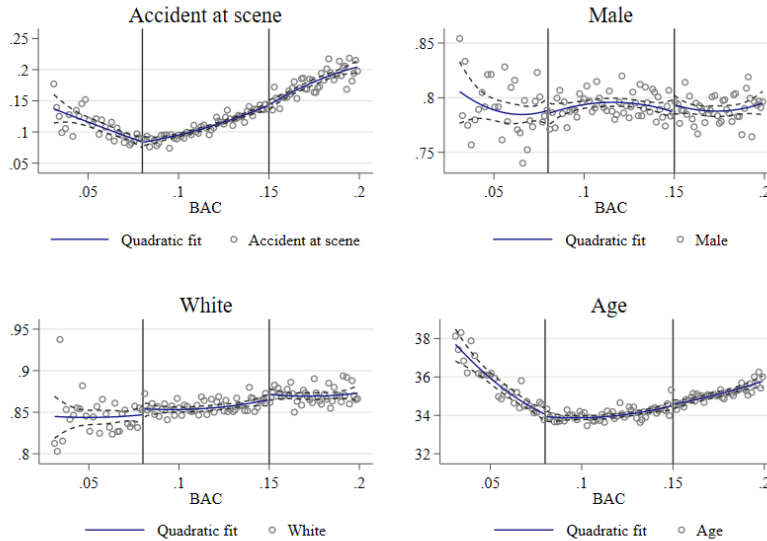 Accident at scene
.25
.2
.15
.1
.05
.05 .1 .15 .2
BAC
Quadratic fit Accident at scene
Male
.85
.8
.75
.05 .1 .15 .2
BAC
Quadratic fit Male
White
.95
.9
.85
.8
.05 .1 .15 .2
BAC
Quadratic fit White
Age
38
36
34
32
.05 .1 .15 .2
BAC
Quadratic fit Age